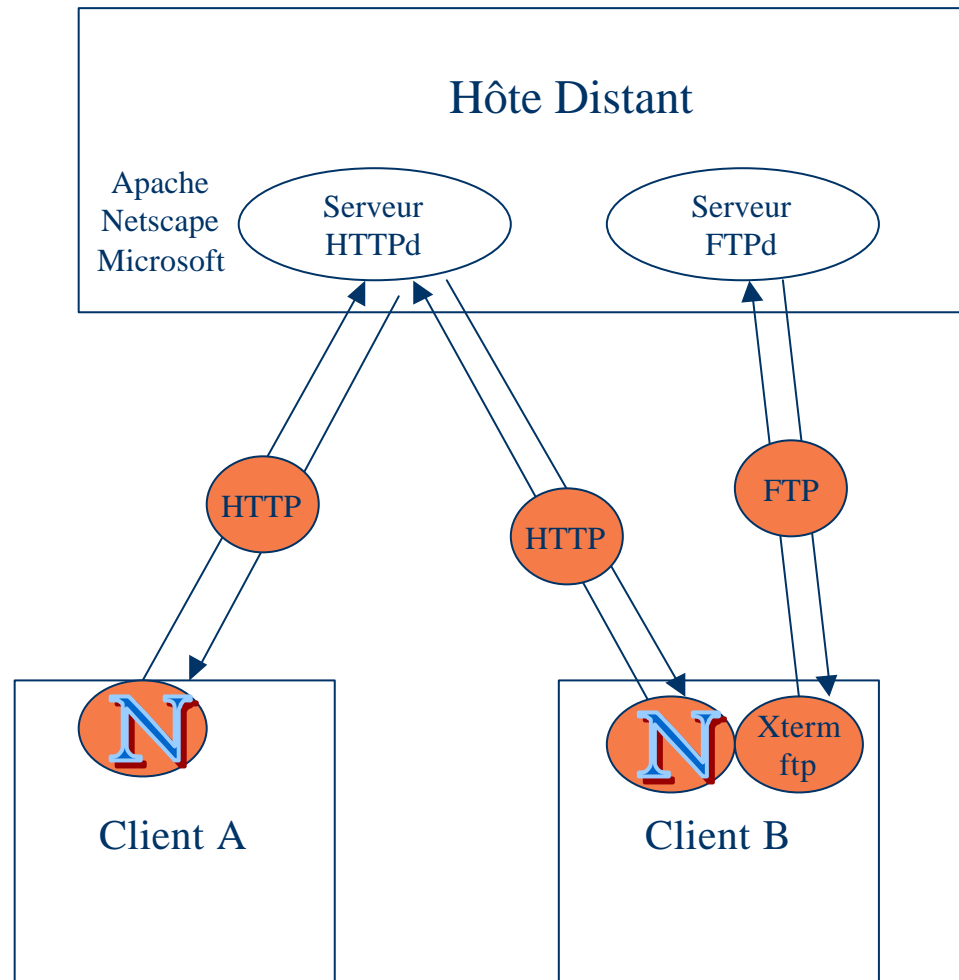 Hôte Distant
Apache
Netscape
Microsoft
Serveur
HTTPd
Serveur
FTPd
HTTP
HTTP
FTP
N
N
Xterm
ftp
Client A
Client B